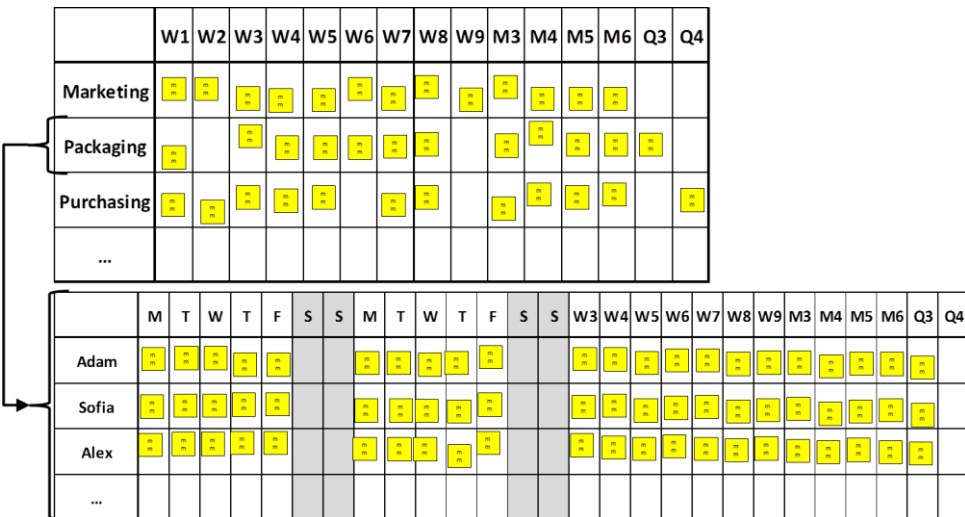 W1 W2 W3 W4 W5 W6 W7 W8 W9 M3 M4 M5 M6 Q3 Q4
m m m m m m m m m m m m m
Marketing
m m m m m m m m m m m m m
m m m m m m m m m m m m
Packaging
m m m m m m m m m m m m
m m m m m m m m m m m m
Purchasing
m m m m m m m m m m m m
...
M T W T F S S M T W T F S S W3 W4 W5 W6 W7 W8 W9 M3 M4 M5 M6 Q3 Q4
m m m m m m m m m m m m m m m m m m m m m m
Adam
m m m m m m m m m m m m m m m m m m m m m m
m m m m m m m m m m m m m m m m m m m m m m
Sofia
m m m m m m m m m m m m m m m m m m m m m m
m m m m m m m m m m m m m m m m m m m m m m
Alex
m m m m m m m m m m m m m m m m m m m m m m
...